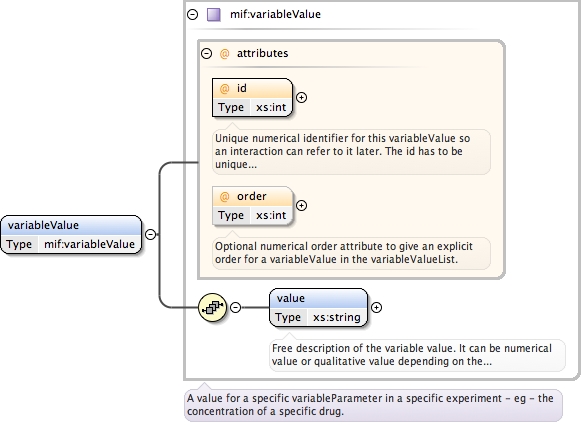 mif:variableValue
@ attributes
@ id
Type xs:int
Unique numerical identifier for this variableValue so
an interaction can refer to it later. The id has to be
unique...
@ order
Type xs:int
Optional numerical order attribute to give an explicit
order for a variableValue in the variableValueList.
variableValue
Type mif:variableValue
value
Type xs:string
Free description of the variable value. It can be numerical
value or qualitative value depending on the...
A value for a specific variableParameter in a specific experiment - eg - the
concentration of a specific drug.